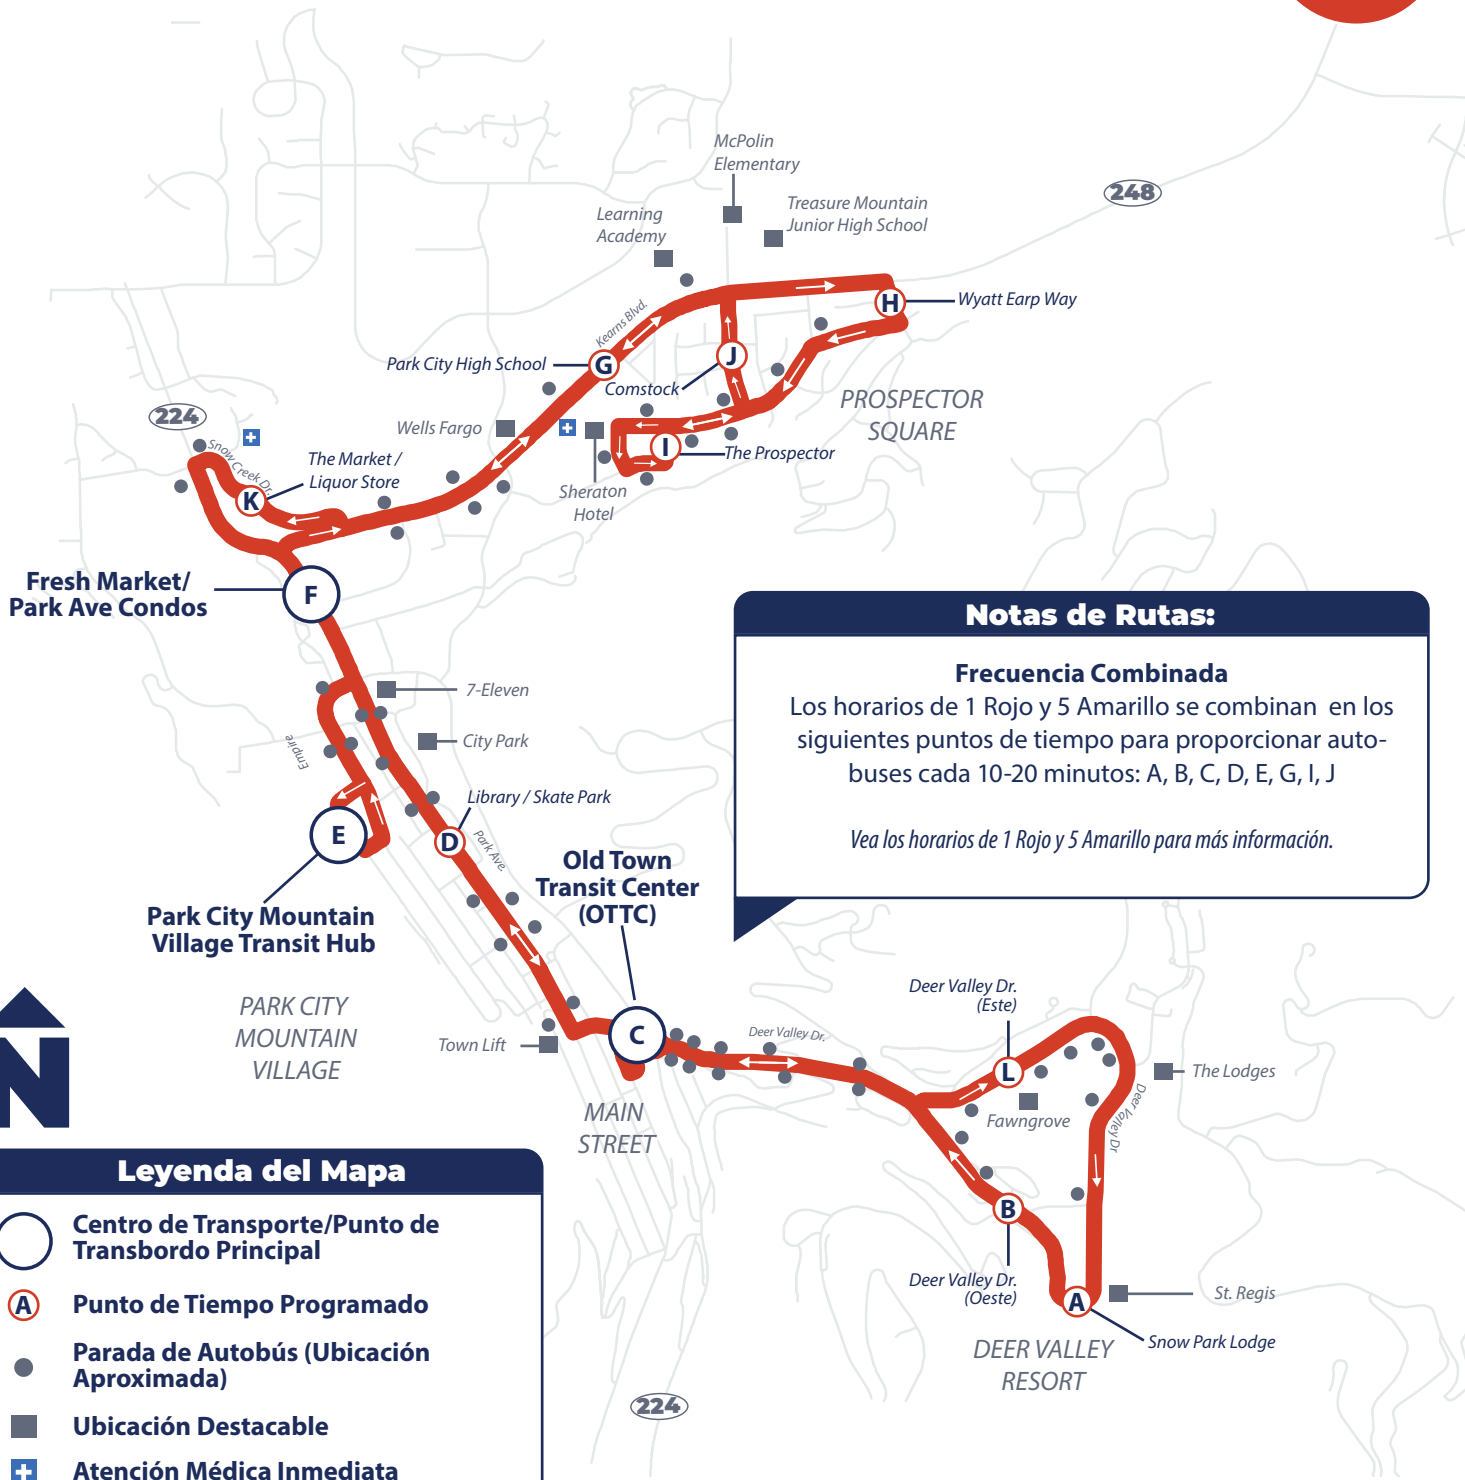 McPolin
Elementary
248
Learning
Academy
Treasure Mountain
Junior High School
Kearns Blvd.
H
Wyatt Earp Way
Park City High School
G
J
Comstock
PROSPECTOR
SQUARE
224
Wells Fargo
Snow Creek Dr.
The Market /
Liquor Store
I
The Prospector
K
Sheraton
Hotel
Fresh Market/
Park Ave Condos
F
Notas de Rutas:
Frecuencia Combinada
Los horarios de 1 Rojo y 5 Amarillo se combinan en los
siguientes puntos de tiempo para proporcionar auto-
buses cada 10-20 minutos: A, B, C, D, E, G, I, J
Vea los horarios de 1 Rojo y 5 Amarillo para más información.
7-Eleven
City Park
Empire
Library / Skate Park
E
D
Park Ave.
Old Town
Transit Center
(OTTC)
Park City Mountain
Village Transit Hub
PARK CITY
MOUNTAIN
VILLAGE
N
Town Lift
C
Deer Valley Dr.
Deer Valley Dr.
(Este)
L
The Lodges
Fawngrove
Deer Valley Dr
MAIN
STREET
B
Deer Valley Dr.
(Oeste)
A
St. Regis
Snow Park Lodge
DEER VALLEY
RESORT
224
Leyenda del Mapa
Centro de Transporte/Punto de
Transbordo Principal
A
Punto de Tiempo Programado
Parada de Autobús (Ubicación
Aproximada)
Ubicación Destacable
Atención Médica Inmediata